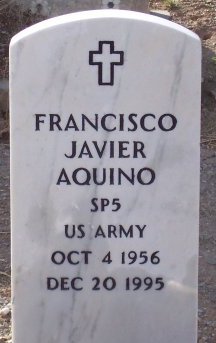 FRANCISCO
JAVIER
AQUINO
SP5
US ARMY
OCT 4 1956
DEC 20 1995